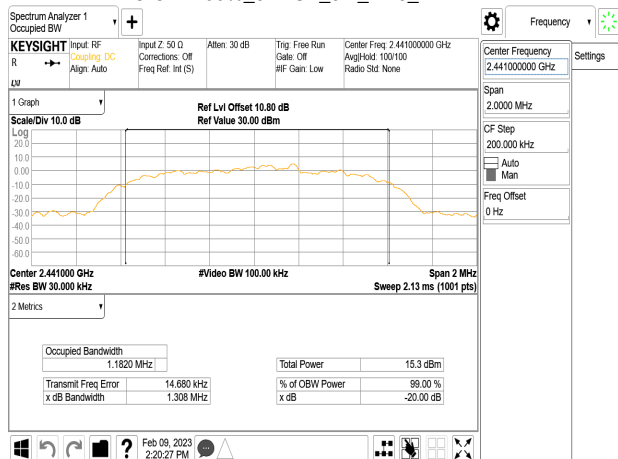 Spectrum Analyzer 1
Occupied BW
Frequency
KEYSIGHT
R
Input: RF
Coupling: DC
Align: Auto
Input Z: 50 Ω
Corrections: Off
Freq Ref: Int (S)
Atten: 30 dB
Trig: Free Run
Gate: Off
#IF Gain: Low
Center Freq: 2.441000000 GHz
Avg|Hold: 100/100
Radio Std: None
Center Frequency
2.441000000 GHz
Settings
Span
2.0000 MHz
CF Step
200.000 kHz
Auto
Man
Freq Offset
0 Hz
1 Graph
Scale/Div 10.0 dB
Ref Lvl Offset 10.80 dB
Ref Value 30.00 dBm
Log
20.0
10.0
0.00
-10.0
-20.0
-30.0
-40.0
-50.0
-60.0
Center 2.441000 GHz
#Res BW 30.000 kHz
#Video BW 100.00 kHz
Span 2 MHz
Sweep 2.13 ms (1001 pts)
2 Metrics
Occupied Bandwidth
1.1820 MHz
Transmit Freq Error 14.680 kHz
x dB Bandwidth 1.308 MHz
Total Power 15.3 dBm
% of OBW Power 99.00 %
x dB -20.00 dB
?
Feb 09, 2023
2:20:27 PM